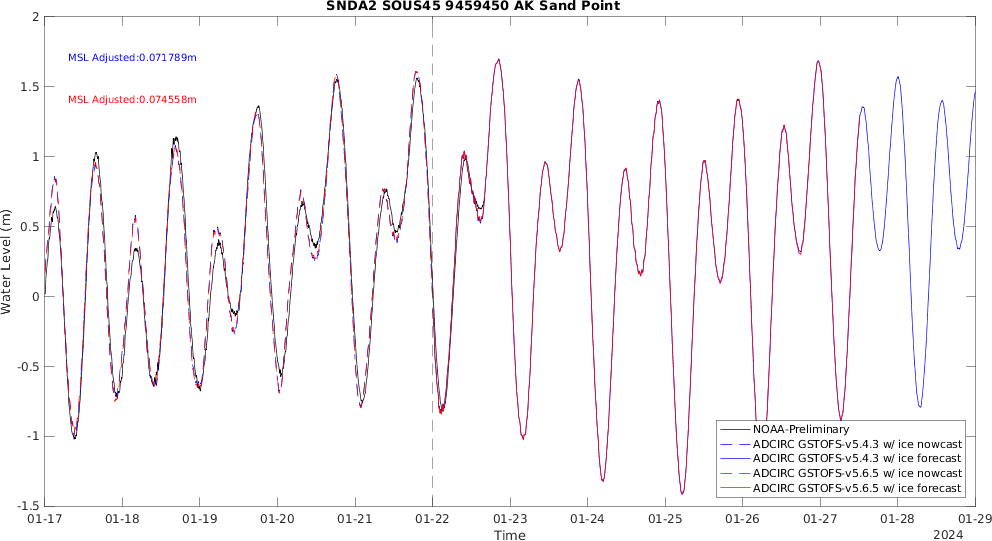 SNDA2 SOUS45 9459450 AK Sand Point
MSL Adjusted:0.071789m
MSL Adjusted:0.074558m
Water Level (m)
2
1.5
1
0.5
0
-0.5
-1
-1.5
NOAA-Preliminary
ADCIRC GSTOFS-v5.4.3 w/ ice nowcast
ADCIRC GSTOFS-v5.4.3 w/ ice forecast
ADCIRC GSTOFS-v5.6.5 w/ ice nowcast
ADCIRC GSTOFS-v5.6.5 w/ ice forecast
01-17 01-18 01-19 01-20 01-21 01-22 01-23 01-24 01-25 01-26 01-27 01-28 01-29
Time
2024